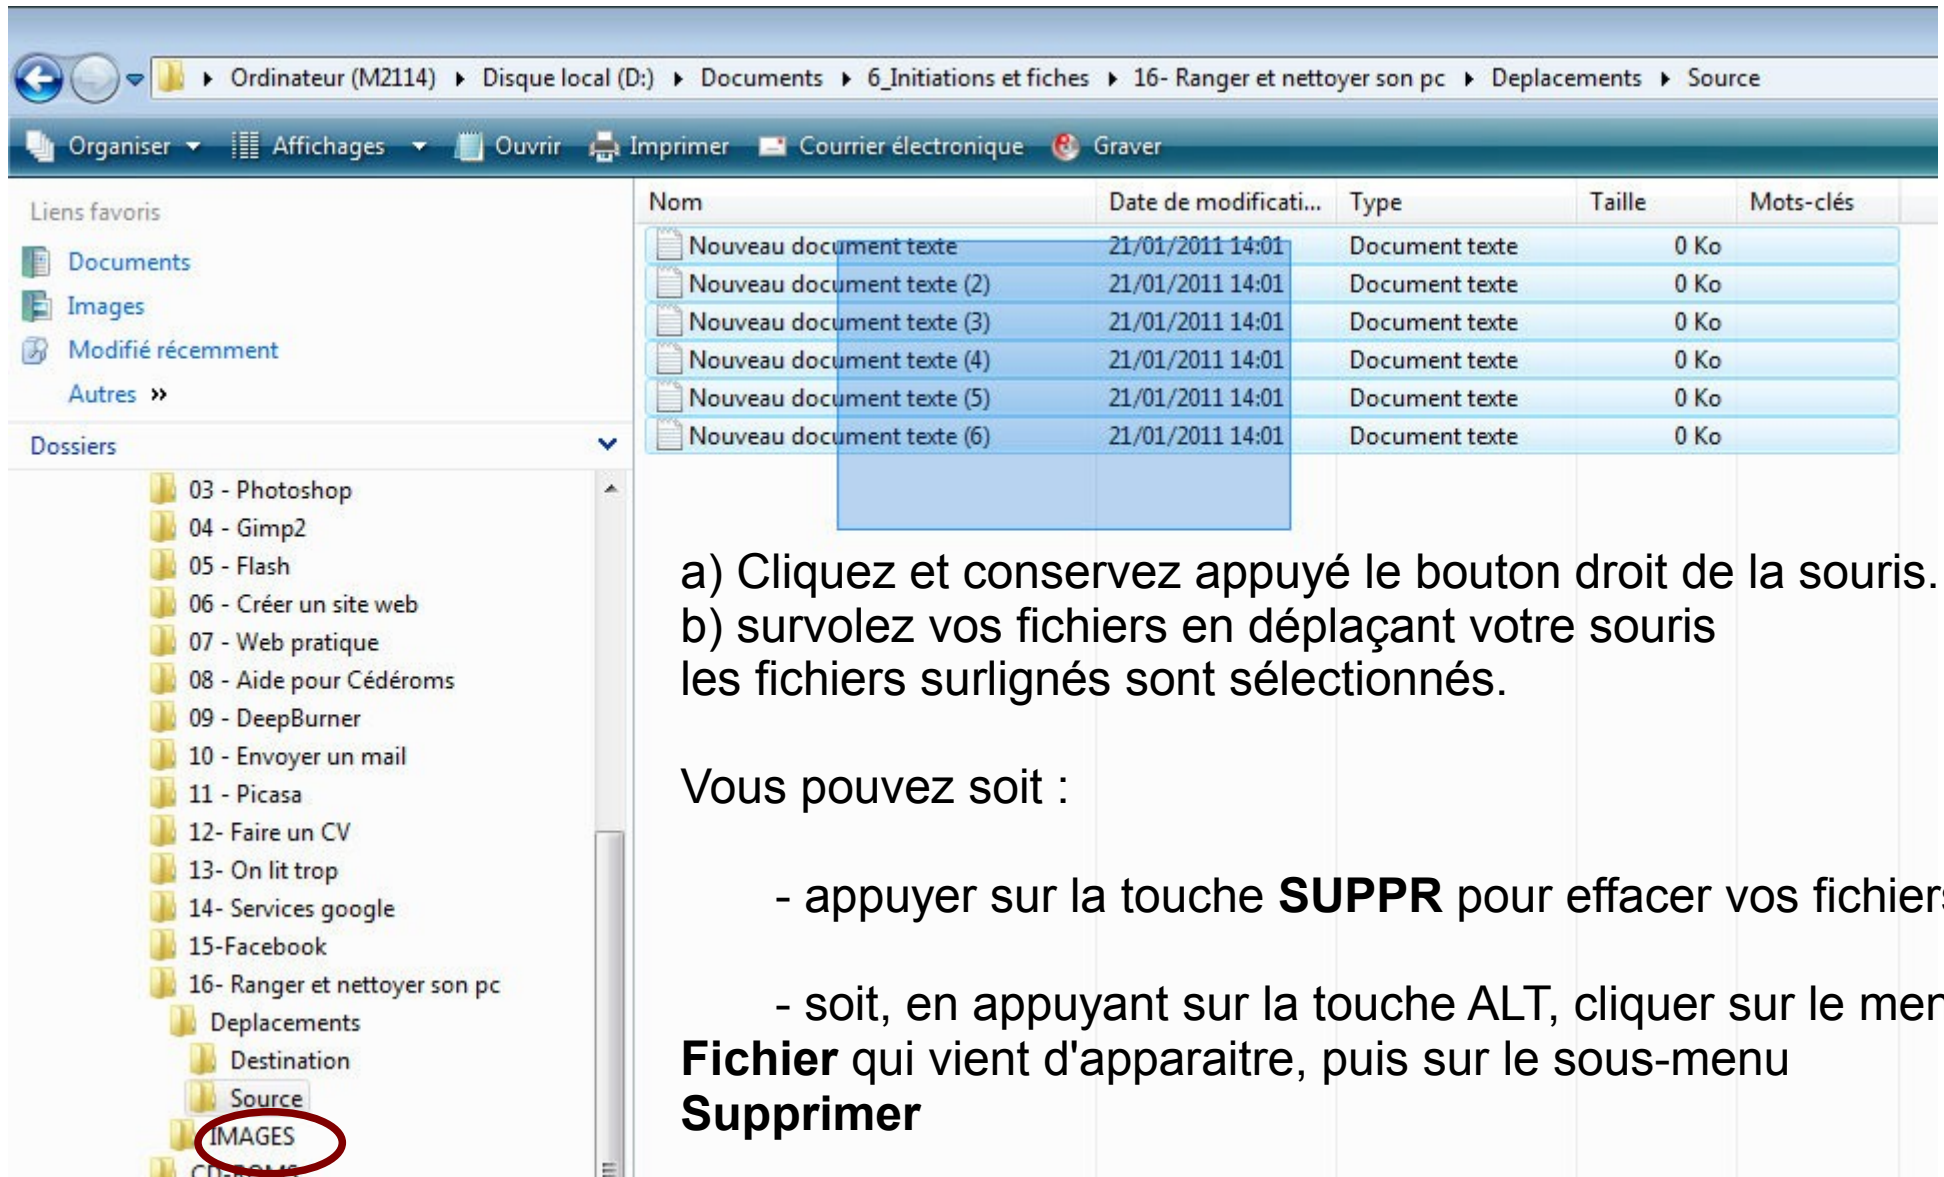 Ordinateur (M2114) Disque local (D:) Documents 6_Initiations et fiches 16- Ranger et nettoyer son pc Deplacements Source
Organiser Affichages Ouvrir Imprimer Courrier électronique Graver
Liens favoris
Documents
Images
Modifié récemment
Autres »
Dossiers
03 - Photoshop
04 - Gimp2
05 - Flash
06 - Créer un site web
07 - Web pratique
08 - Aide pour Cédéroms
09 - DeepBurner
10 - Envoyer un mail
11 - Picasa
12- Faire un CV
13- On lit trop
14- Services google
15-Facebook
16- Ranger et nettoyer son pc
Deplacements
Destination
Source
IMAGES
CD-ROMS
Nom Date de modificati... Type Taille Mots-clés
Nouveau document texte 21/01/2011 14:01 Document texte 0 Ko
Nouveau document texte (2) 21/01/2011 14:01 Document texte 0 Ko
Nouveau document texte (3) 21/01/2011 14:01 Document texte 0 Ko
Nouveau document texte (4) 21/01/2011 14:01 Document texte 0 Ko
Nouveau document texte (5) 21/01/2011 14:01 Document texte 0 Ko
Nouveau document texte (6) 21/01/2011 14:01 Document texte 0 Ko
a) Cliquez et conservez appuyé le bouton droit de la souris.
b) survolez vos fichiers en déplaçant votre souris
les fichiers surlignés sont sélectionnés.
Vous pouvez soit :
- appuyer sur la touche SUPPR pour effacer vos fichiers
- soit, en appuyant sur la touche ALT, cliquer sur le men
Fichier qui vient d'apparaitre, puis sur le sous-menu
Supprimer